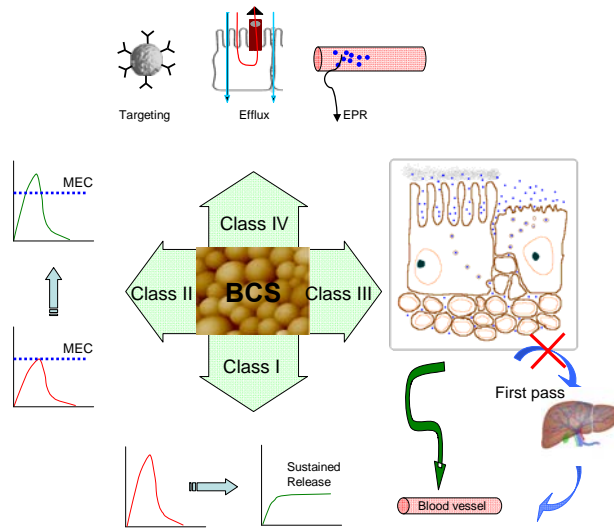 Targeting
Efflux
EPR
MEC
Class IV
Class II
BCS
Class III
Class I
MEC
First pass
Sustained
Release
Blood vessel